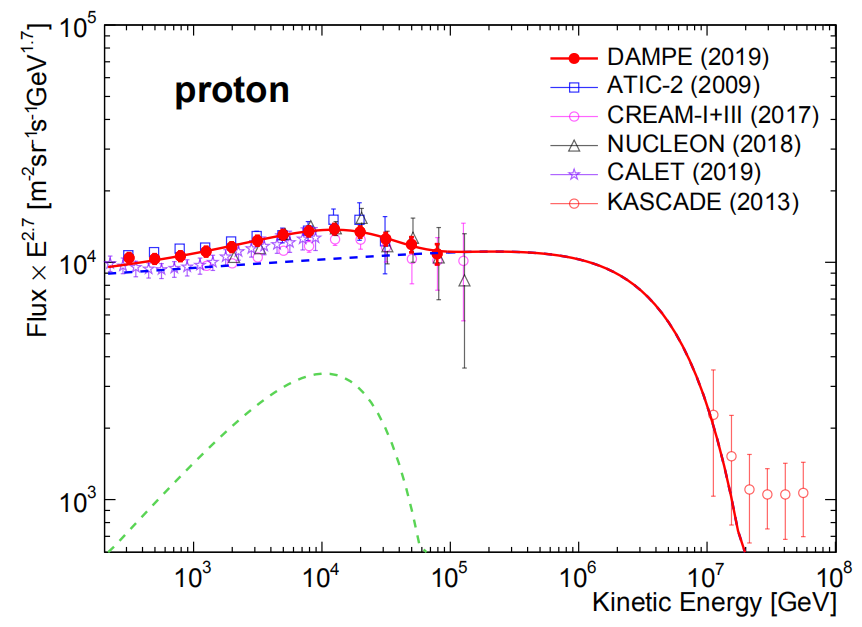 proton
DAMPE (2019)
ATIC-2 (2009)
CREAM-I+III (2017)
NUCLEON (2018)
CALET (2019)
KASCADE (2013)
Flux × E^2.7 [m^-2sr^-1s^-1GeV^1.7]
10^5
10^4
10^3
10^3 10^4 10^5 10^6 10^7 10^8
Kinetic Energy [GeV]